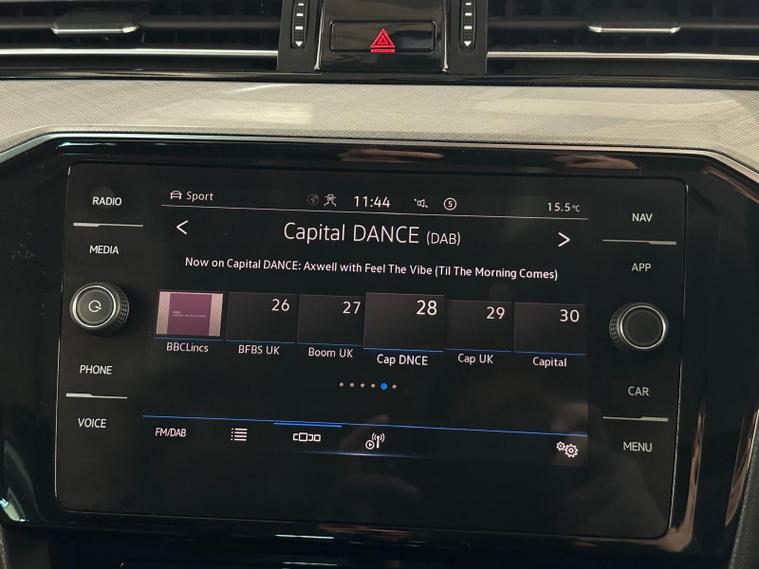 RADIO
MEDIA
PHONE
VOICE
Sport
11:44
5
15.5°C
Capital DANCE (DAB)
Now on Capital DANCE: Axwell with Feel The Vibe (Til The Morning Comes)
26
27
28
29
30
BBCLincs
BFBS UK
Boom UK
Cap DNCE
Cap UK
Capital
FM/DAB
NAV
APP
CAR
MENU